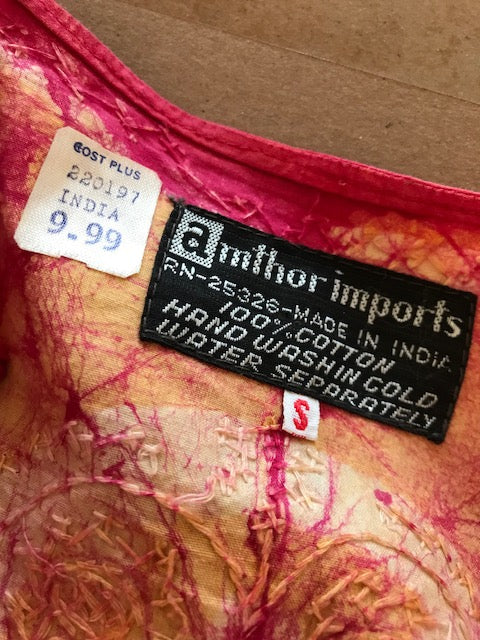 COST PLUS
220197
INDIA
9.99
amthor imports
RN-25326-MADE IN INDIA
100% COTTON
HAND WASH IN COLD
WATER SEPARATELY
S